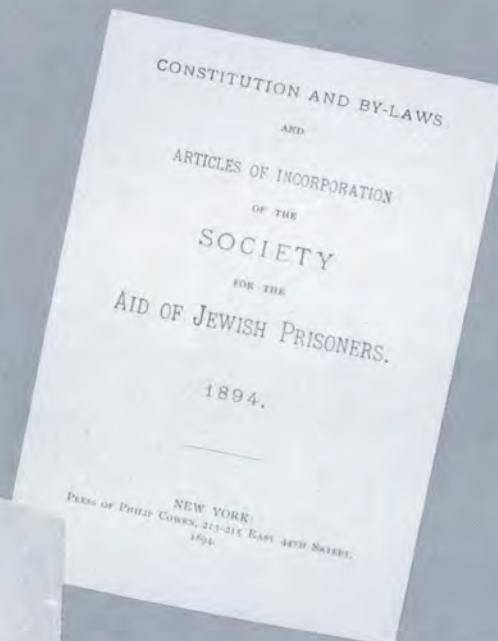 CONSTITUTION AND BY-LAWS
AND
ARTICLES OF INCORPORATION
OF THE
SOCIETY
FOR THE
AID OF JEWISH PRISONERS.
1894.
NEW YORK:
PRESS OF PHILIP COWEN, 213-215 EAST 44TH STREET.
1894.